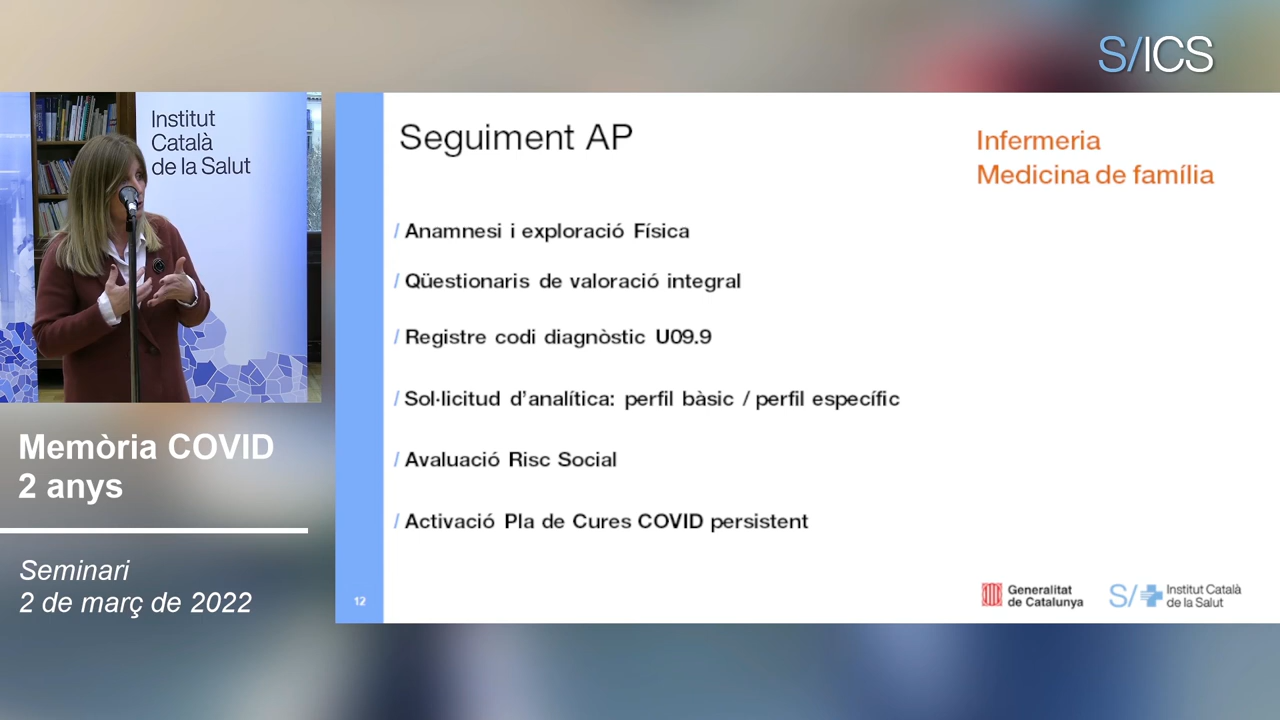 S/ICS
Institut
Català
de la Salut
Memòria COVID
2 anys
Seminari
2 de març de 2022
Seguiment AP
Infermeria
Medicina de família
/ Anamnesi i exploració Física
/ Qüestionaris de valoració integral
/ Registre codi diagnòstic U09.9
/ Sol·licitud d'analítica: perfil bàsic / perfil específic
/ Avaluació Risc Social
/ Activació Pla de Cures COVID persistent
12
Generalitat
de Catalunya
S/
Institut Català
de la Salut